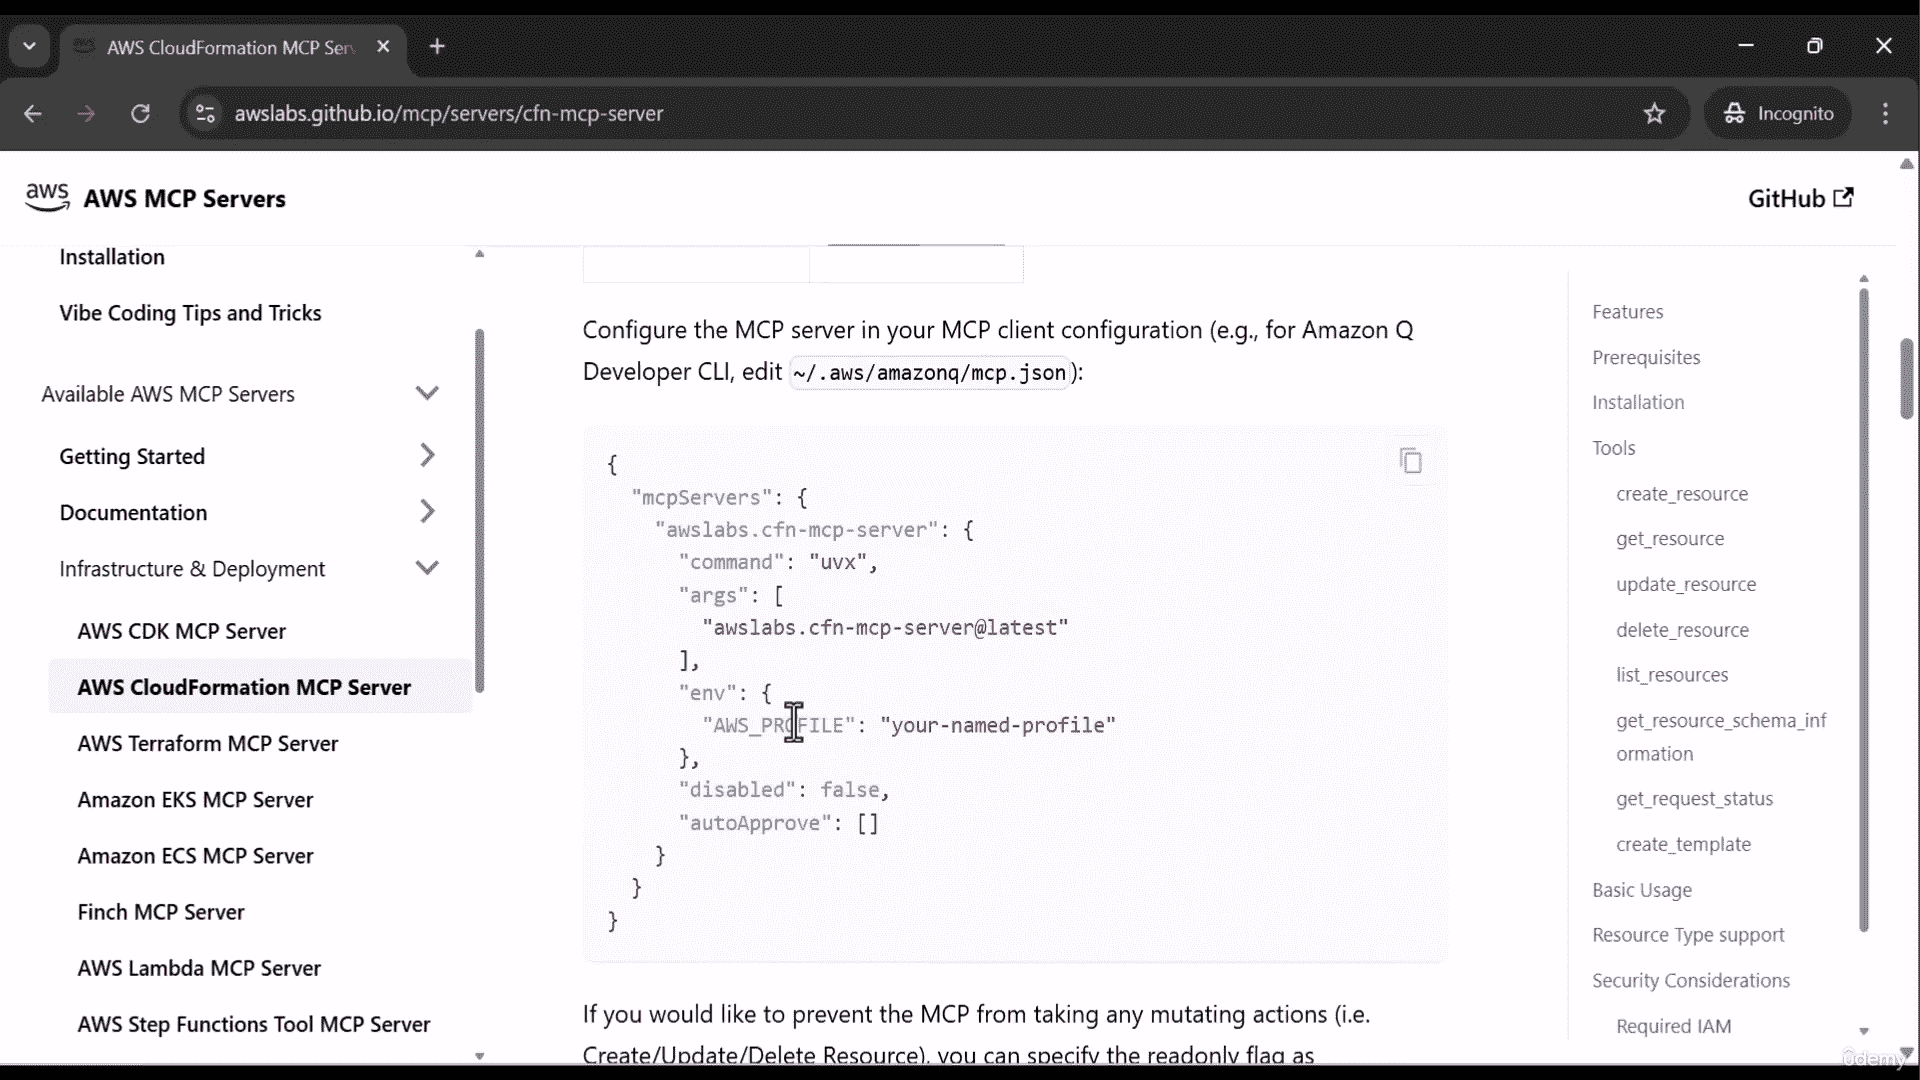 AWS CloudFormation MCP Serv
awslabs.github.io/mcp/servers/cfn-mcp-server
Incognito
aws
AWS MCP Servers
GitHub
Installation
Vibe Coding Tips and Tricks
Available AWS MCP Servers
Getting Started
Documentation
Infrastructure & Deployment
AWS CDK MCP Server
AWS CloudFormation MCP Server
AWS Terraform MCP Server
Amazon EKS MCP Server
Amazon ECS MCP Server
Finch MCP Server
AWS Lambda MCP Server
AWS Step Functions Tool MCP Server
Configure the MCP server in your MCP client configuration (e.g., for Amazon Q
Developer CLI, edit ~/.aws/amazonq/mcp.json):
{
"mcpServers": {
"awslabs.cfn-mcp-server": {
"command": "uvx",
"args": [
"awslabs.cfn-mcp-server@latest"
],
"env": {
"AWS_PROFILE": "your-named-profile"
},
"disabled": false,
"autoApprove": []
}
}
}
If you would like to prevent the MCP from taking any mutating actions (i.e.
Create/Update/Delete Resource), you can specify the readonly flag as
Features
Prerequisites
Installation
Tools
create_resource
get_resource
update_resource
delete_resource
list_resources
get_resource_schema_inf
ormation
get_request_status
create_template
Basic Usage
Resource Type support
Security Considerations
Required IAM
ûdemy